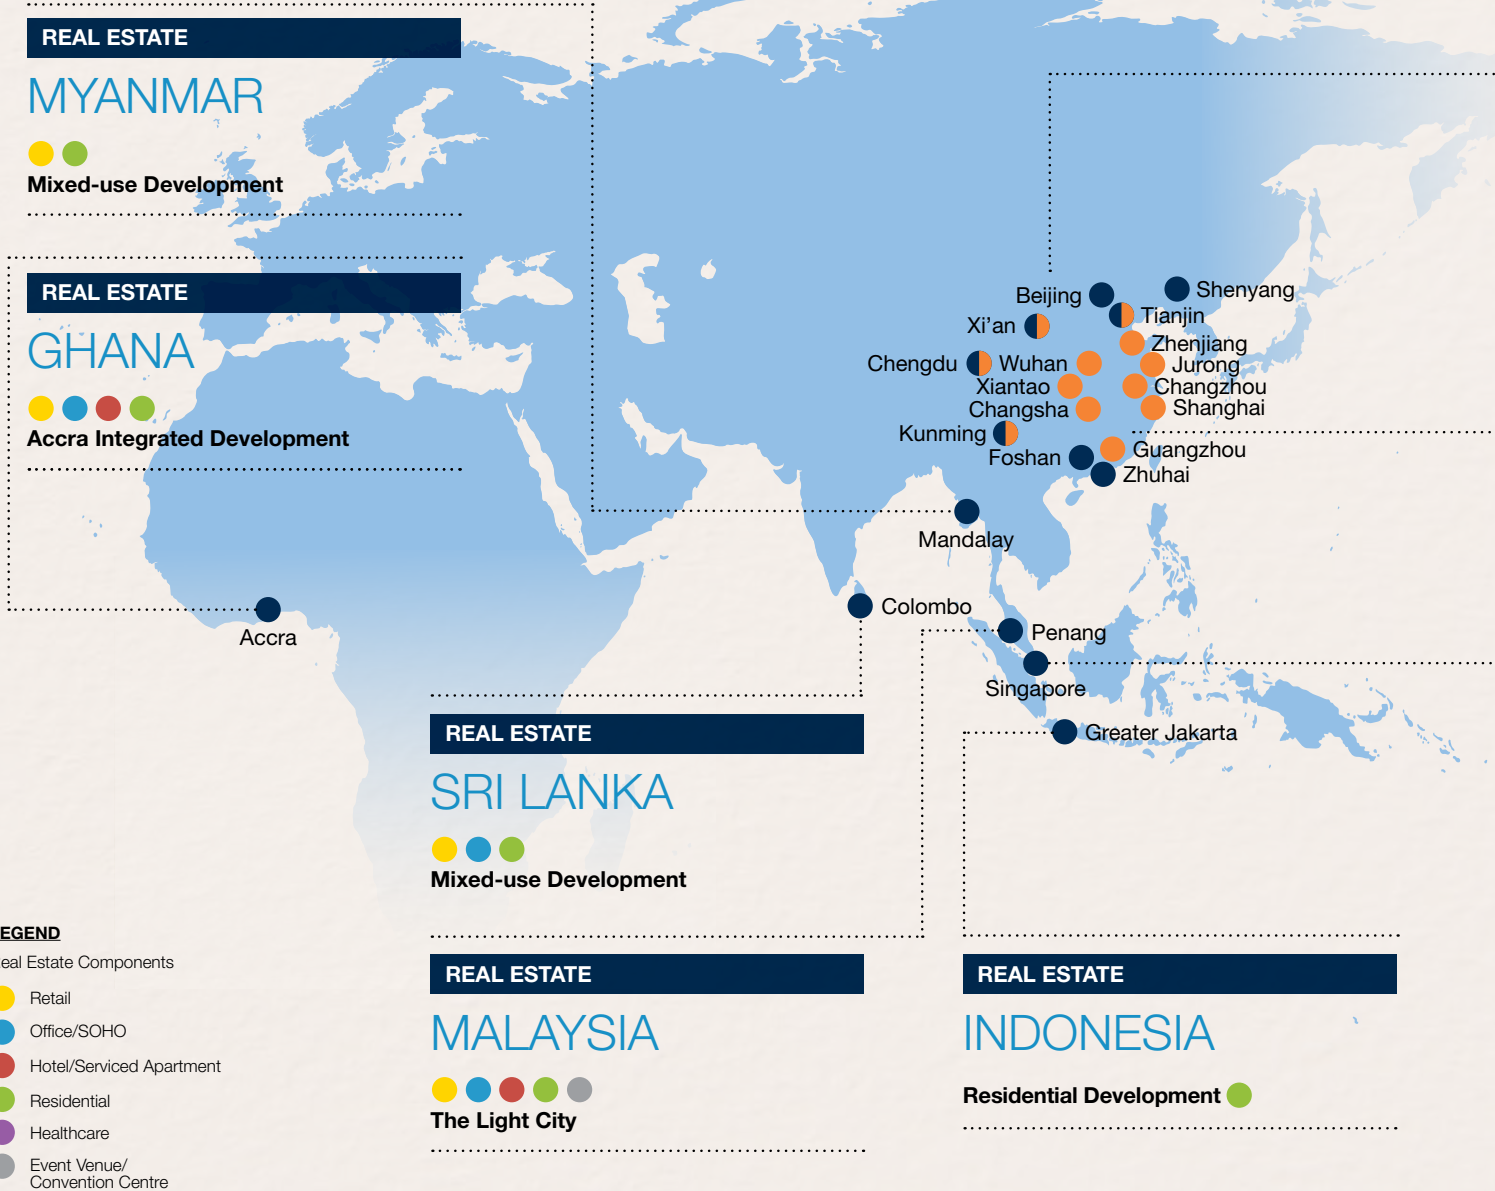 REAL ESTATE
MYANMAR
Mixed-use Development
REAL ESTATE
GHANA
Accra Integrated Development
Beijing
Shenyang
Xi’an
Tianjin
Zhenjiang
Chengdu
Wuhan
Jurong
Xiantao
Changzhou
Changsha
Shanghai
Kunming
Guangzhou
Foshan
Zhuhai
Mandalay
Colombo
Accra
Penang
Singapore
Greater Jakarta
REAL ESTATE
SRI LANKA
Mixed-use Development
REAL ESTATE
MALAYSIA
The Light City
REAL ESTATE
INDONESIA
Residential Development
EGEND
eal Estate Components
Retail
Office/SOHO
Hotel/Serviced Apartment
Residential
Healthcare
Event Venue/
Convention Centre